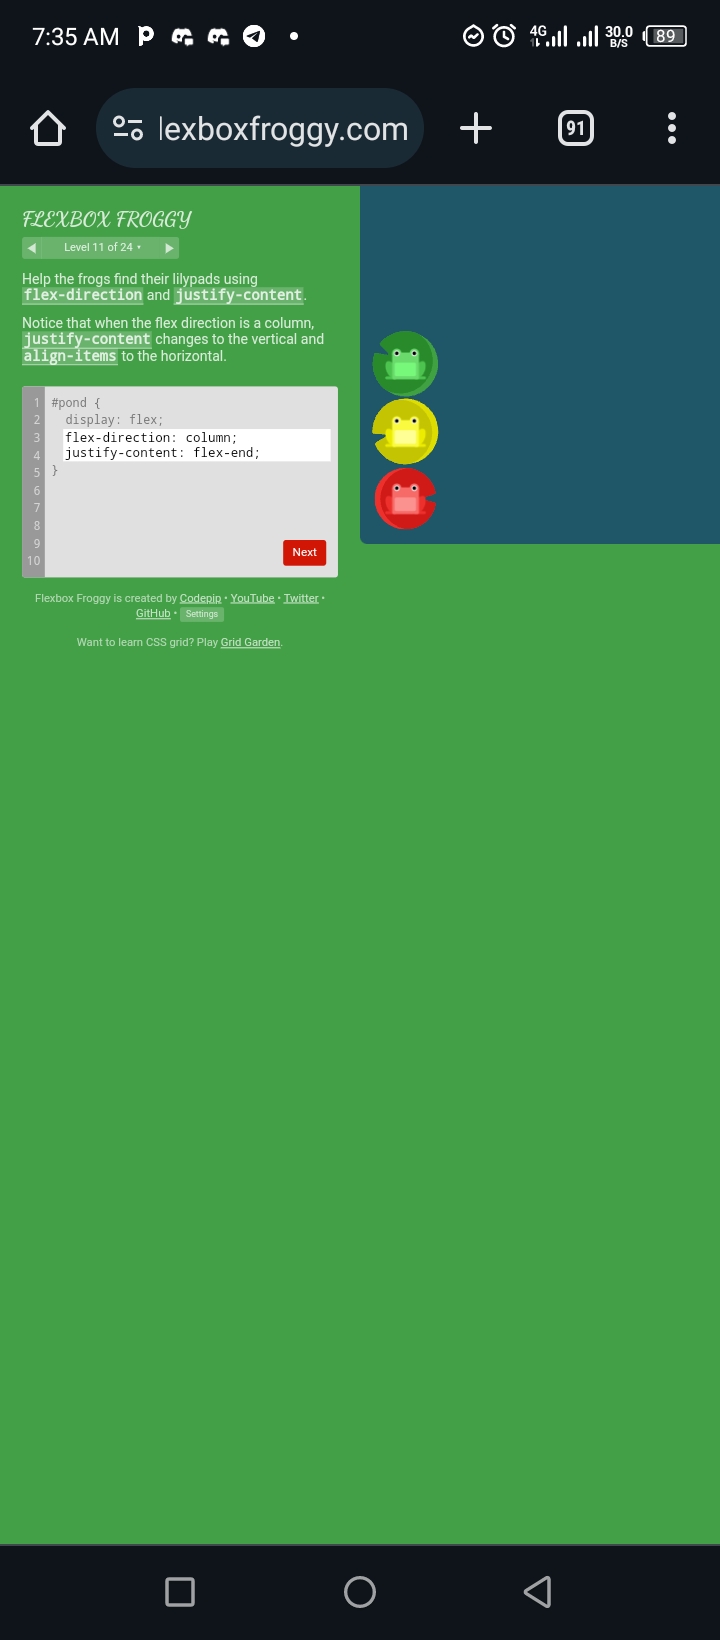 7:35 AM
4G
30.0
B/S
89
lexboxfroggy.com
91
FLEXBOX FROGGY
Level 11 of 24
Help the frogs find their lilypads using
flex-direction and justify-content.
Notice that when the flex direction is a column,
justify-content changes to the vertical and
align-items to the horizontal.
1 #pond {
2 display: flex;
3 flex-direction: column;
4 justify-content: flex-end;
5 }
6
7
8
9
10
Next
Flexbox Froggy is created by Codepip • YouTube • Twitter •
GitHub • Settings
Want to learn CSS grid? Play Grid Garden.